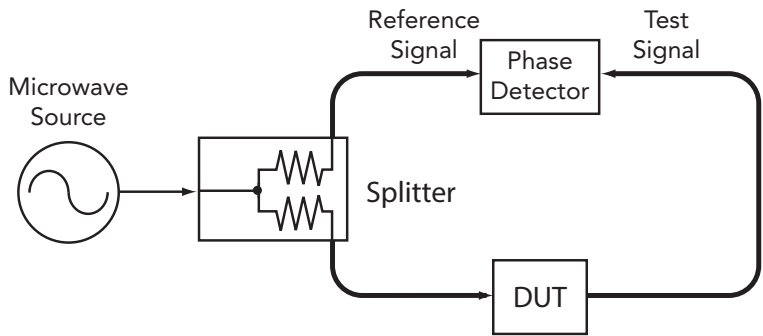 Reference
Signal
Test
Signal
Phase
Detector
Microwave
Source
Splitter
DUT